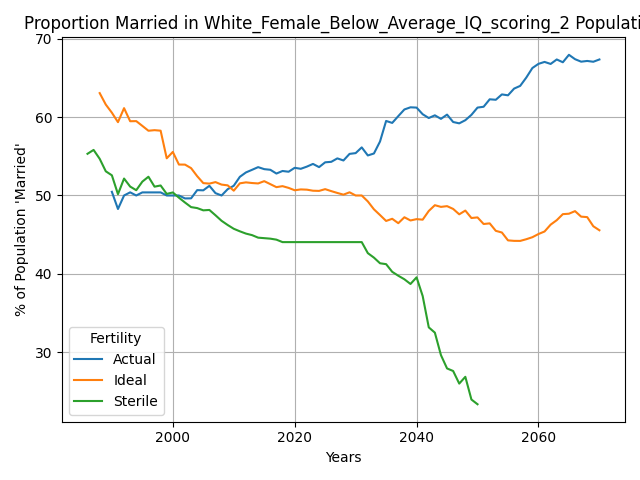 Proportion Married in White_Female_Below_Average_IQ_scoring_2 Populati
% of Population 'Married'
70
60
50
40
30
Fertility
Actual
Ideal
Sterile
2000 2020 2040 2060
Years